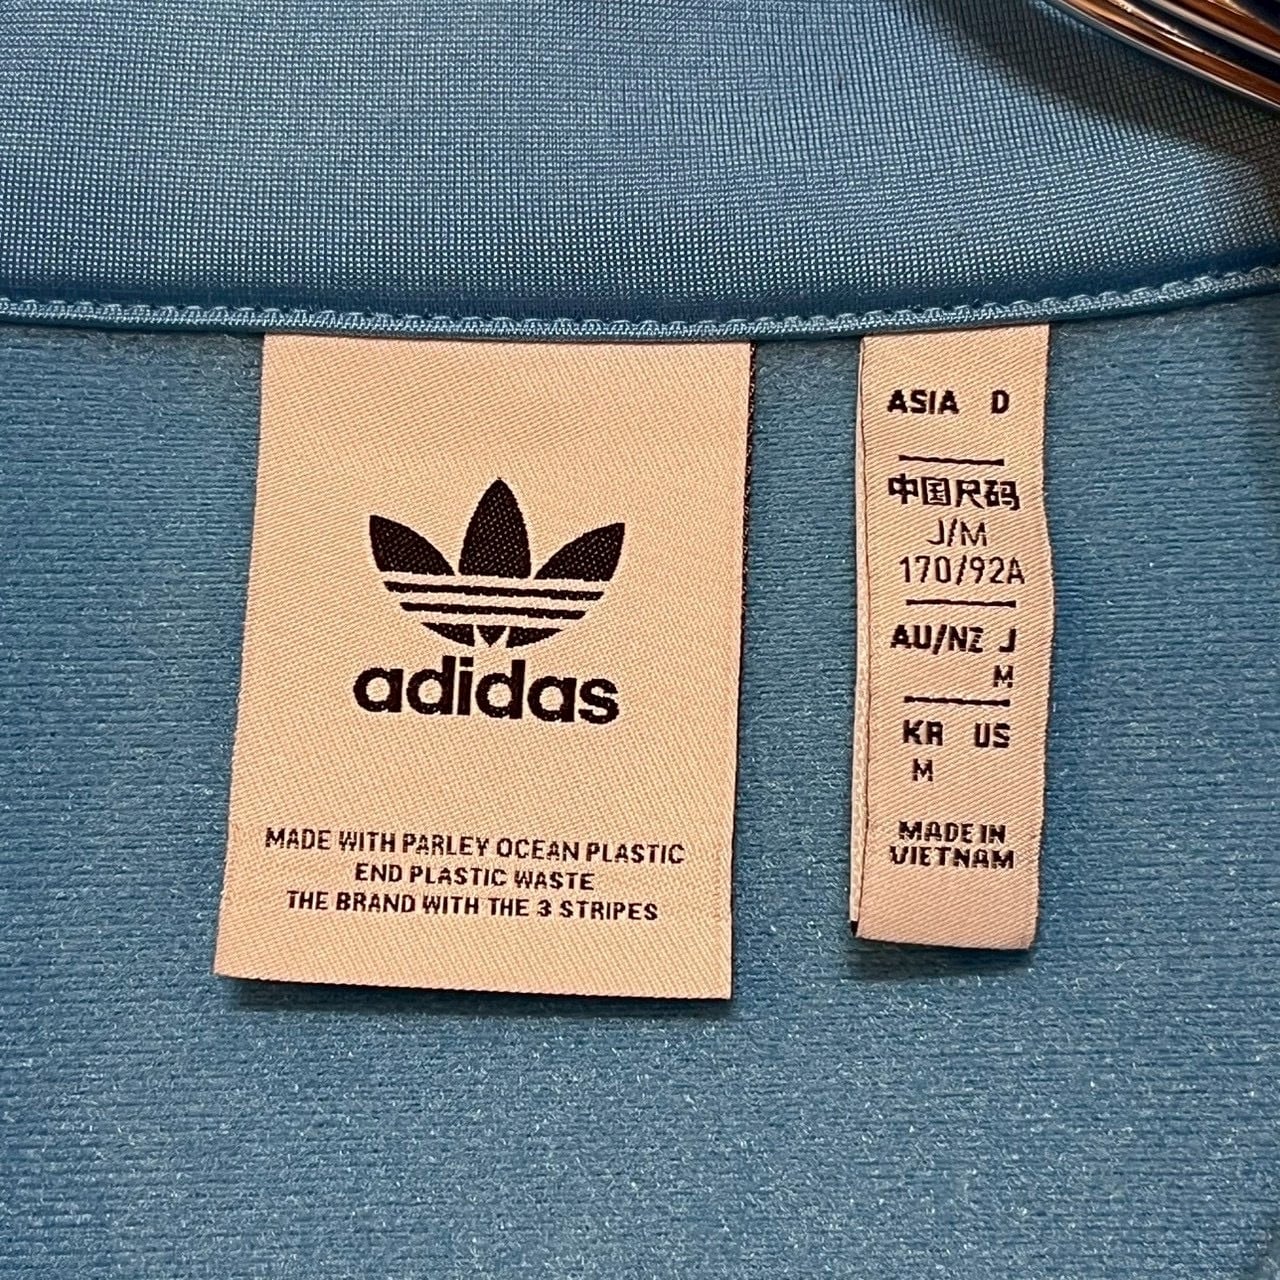 adidas
MADE WITH PARLEY OCEAN PLASTIC
END PLASTIC WASTE
THE BRAND WITH THE 3 STRIPES
ASIA D
中国尺码
J/M
170/92A
AU/NZ J
M
KR US
M
MADE IN
VIETNAM